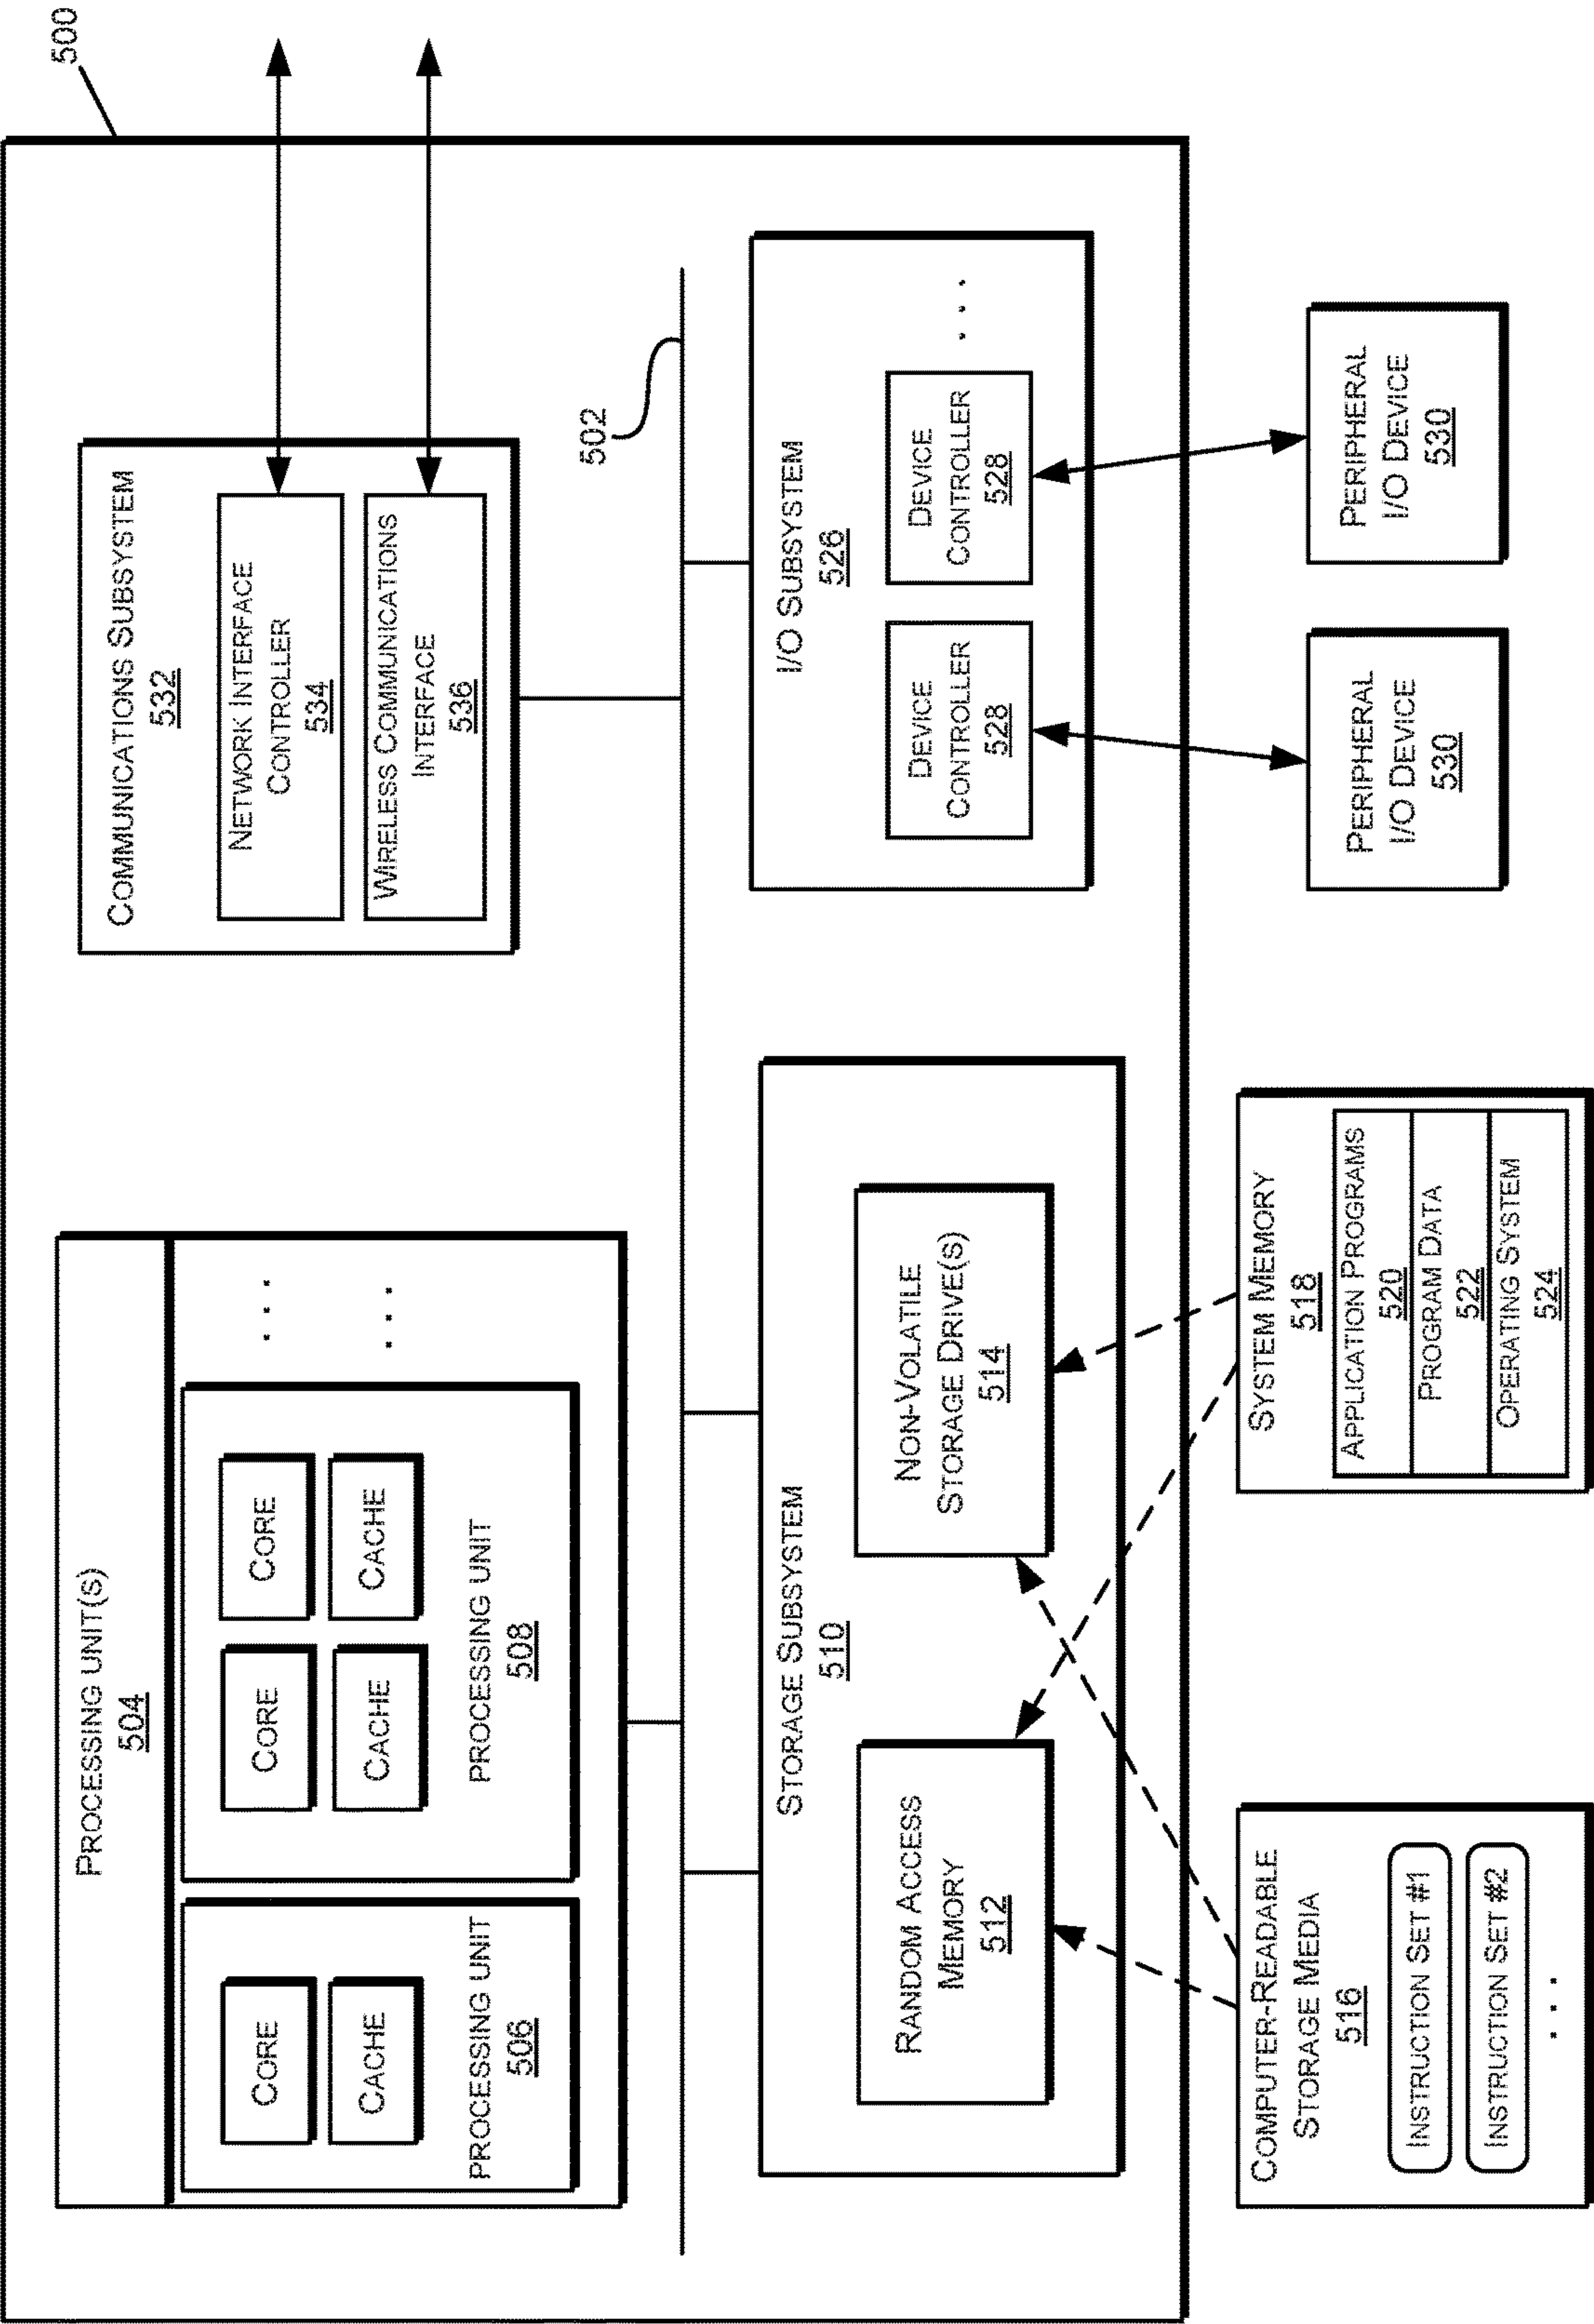 500
PROCESSING UNIT(S)
504
CORE
CACHE
PROCESSING UNIT
506
CORE
CORE
CACHE
CACHE
PROCESSING UNIT
508
. . .
. . .
COMMUNICATIONS SUBSYSTEM
532
NETWORK INTERFACE
CONTROLLER
534
WIRELESS COMMUNICATIONS
INTERFACE
536
502
STORAGE SUBSYSTEM
510
RANDOM ACCESS
MEMORY
512
NON-VOLATILE
STORAGE DRIVE(S)
514
I/O SUBSYSTEM
526
DEVICE
CONTROLLER
528
DEVICE
CONTROLLER
528
. . .
COMPUTER-READABLE
STORAGE MEDIA
516
INSTRUCTION SET #1
INSTRUCTION SET #2
. . .
SYSTEM MEMORY
518
APPLICATION PROGRAMS
520
PROGRAM DATA
522
OPERATING SYSTEM
524
PERIPHERAL
I/O DEVICE
530
PERIPHERAL
I/O DEVICE
530